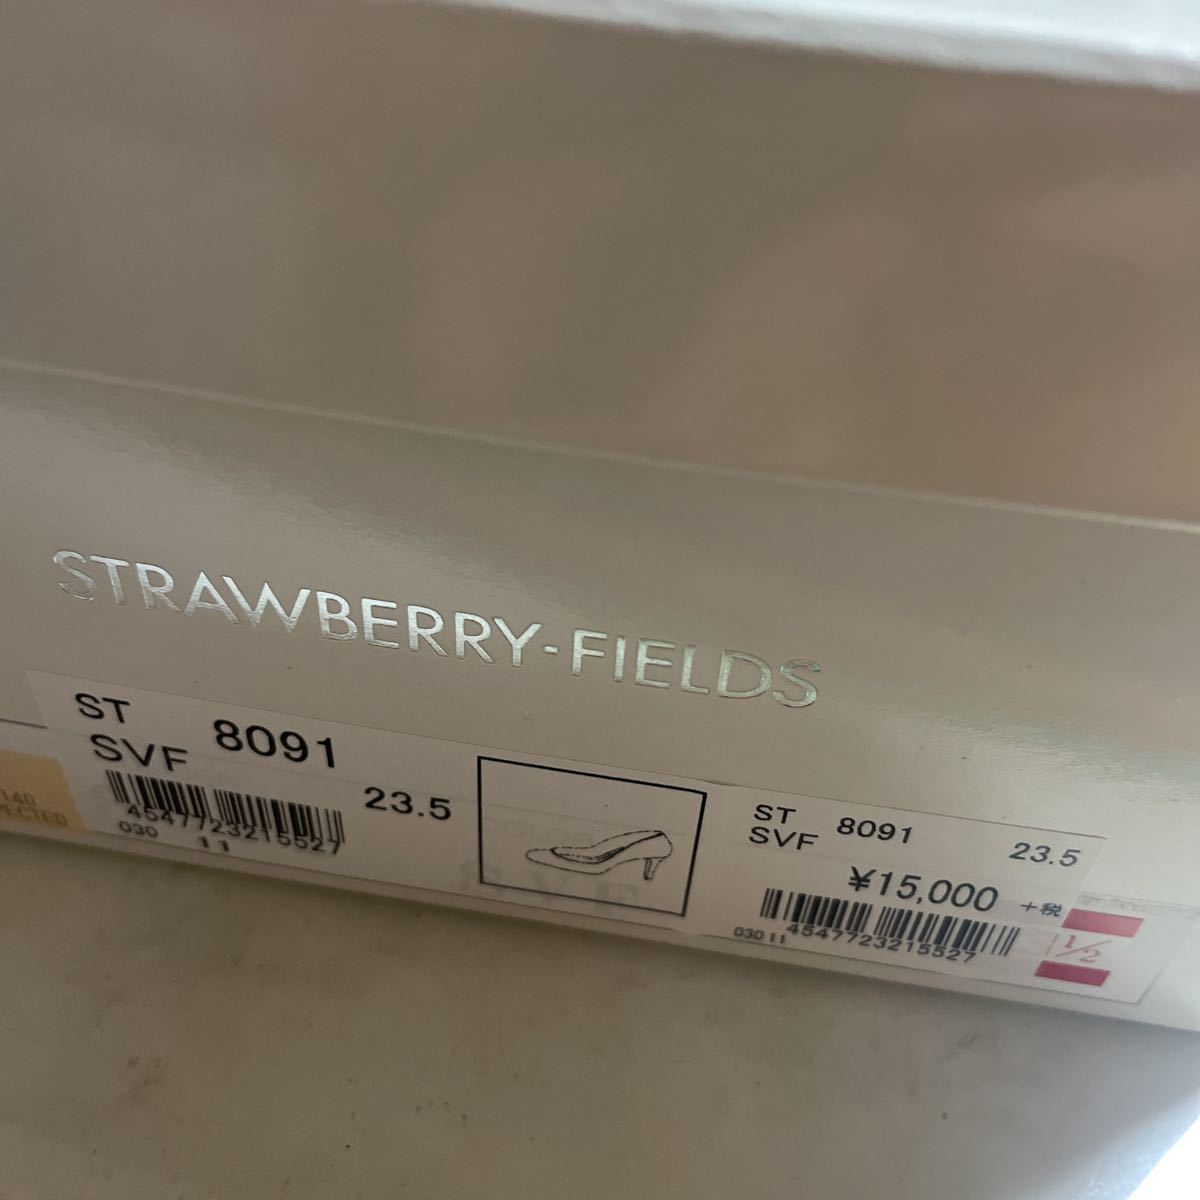 STRAWBERRY-FIELDS
ST 8091
SVF
23.5
4547723215527
030
11
140
ST 8091
SVF
23.5
¥15,000 +税
4547723215527
030 11
1/2